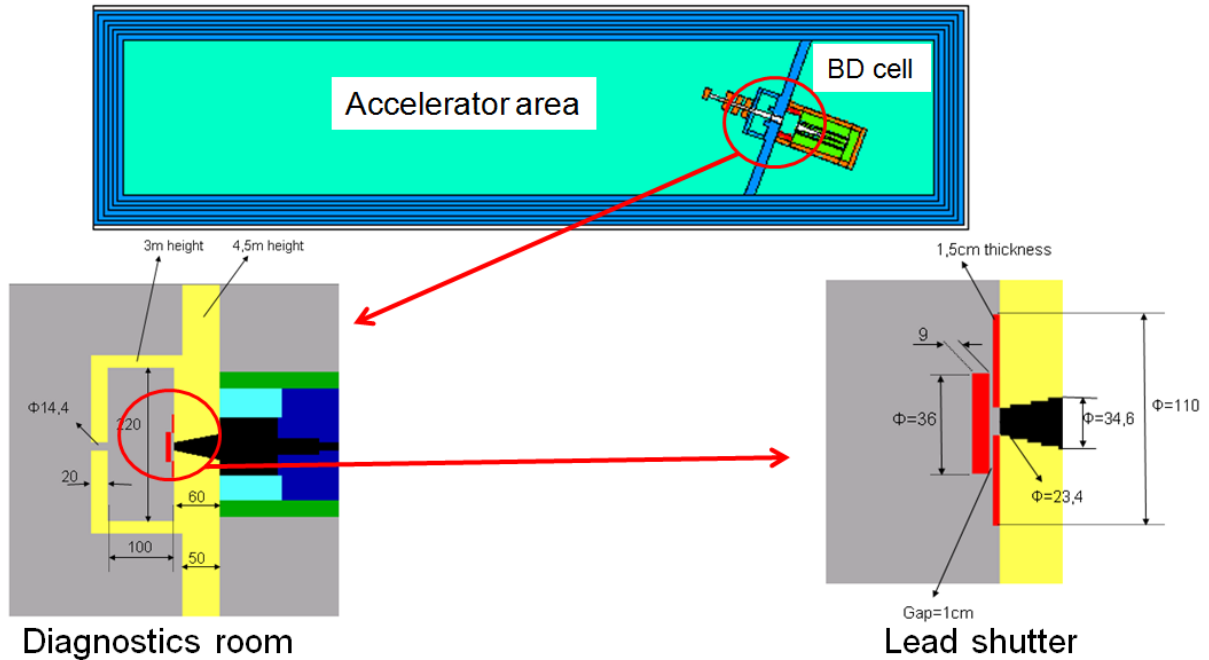 BD cell
Accelerator area
3m height
4,5m height
1,5cm thickness
9
Φ14,4
220
Φ=36
Φ=34,6
Φ=110
20
60
Φ=23,4
100
50
Gap=1cm
Diagnostics room
Lead shutter